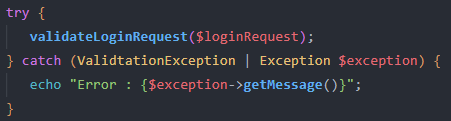 try {
validateLoginRequest($loginRequest);
} catch (ValidtationException | Exception $exception) {
echo "Error : {$exception->getMessage()}";
}